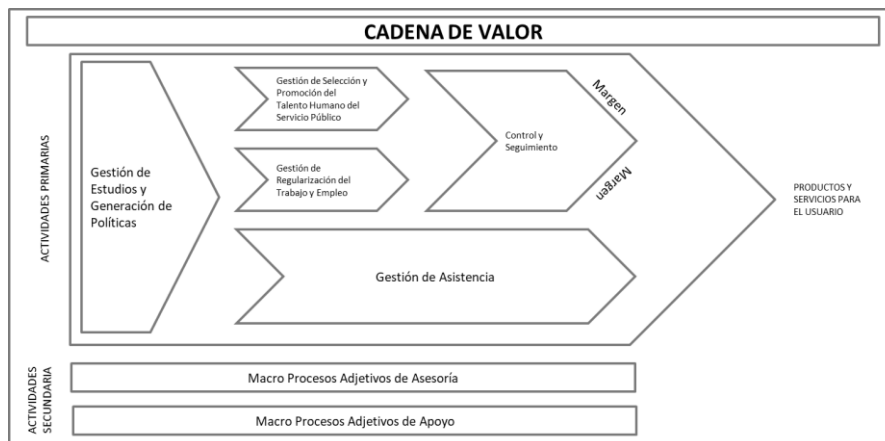 CADENA DE VALOR
ACTIVIDADES PRIMARIAS
Gestión de
Estudios y
Generación de
Políticas
Gestión de Selección y
Promoción del
Talento Humano del
Servicio Público
Gestión de
Regularización del
Trabajo y Empleo
Control y
Seguimiento
Margen
Margen
Gestión de Asistencia
PRODUCTOS Y
SERVICIOS PARA
EL USUARIO
ACTIVIDADES
SECUNDARIA
Macro Procesos Adjetivos de Asesoría
Macro Procesos Adjetivos de Apoyo